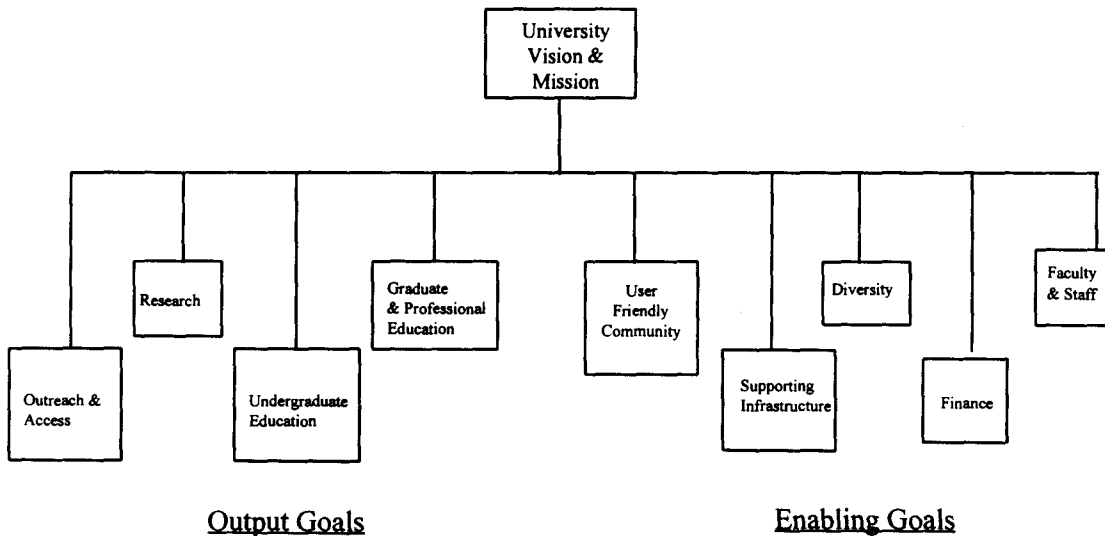 University
Vision &
Mission
Research
Graduate
& Professional
Education
User
Friendly
Community
Diversity
Faculty
& Staff
Outreach &
Access
Undergraduate
Education
Supporting
Infrastructure
Finance
Output Goals
Enabling Goals